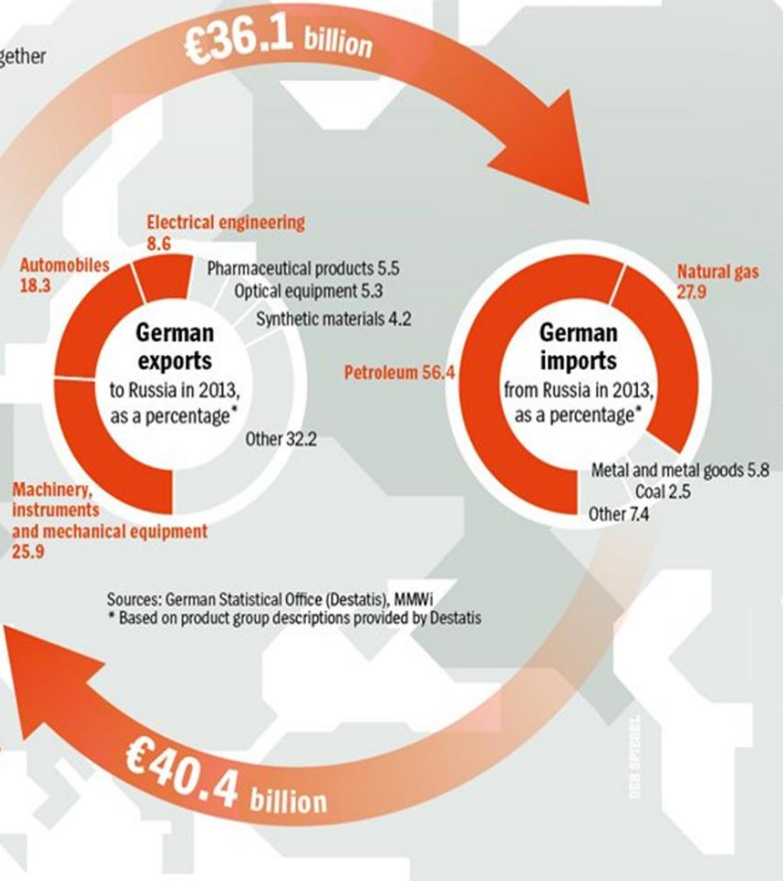 gether
€36.1 billion
Electrical engineering
8.6
Automobiles
18.3
Pharmaceutical products 5.5
Optical equipment 5.3
Synthetic materials 4.2
German
exports
to Russia in 2013,
as a percentage*
Other 32.2
Machinery,
instruments
and mechanical equipment
25.9
Natural gas
27.9
Petroleum 56.4
German
imports
from Russia in 2013,
as a percentage*
Metal and metal goods 5.8
Coal 2.5
Other 7.4
Sources: German Statistical Office (Destatis), MMWi
* Based on product group descriptions provided by Destatis
€40.4 billion
DER SPIEGEL